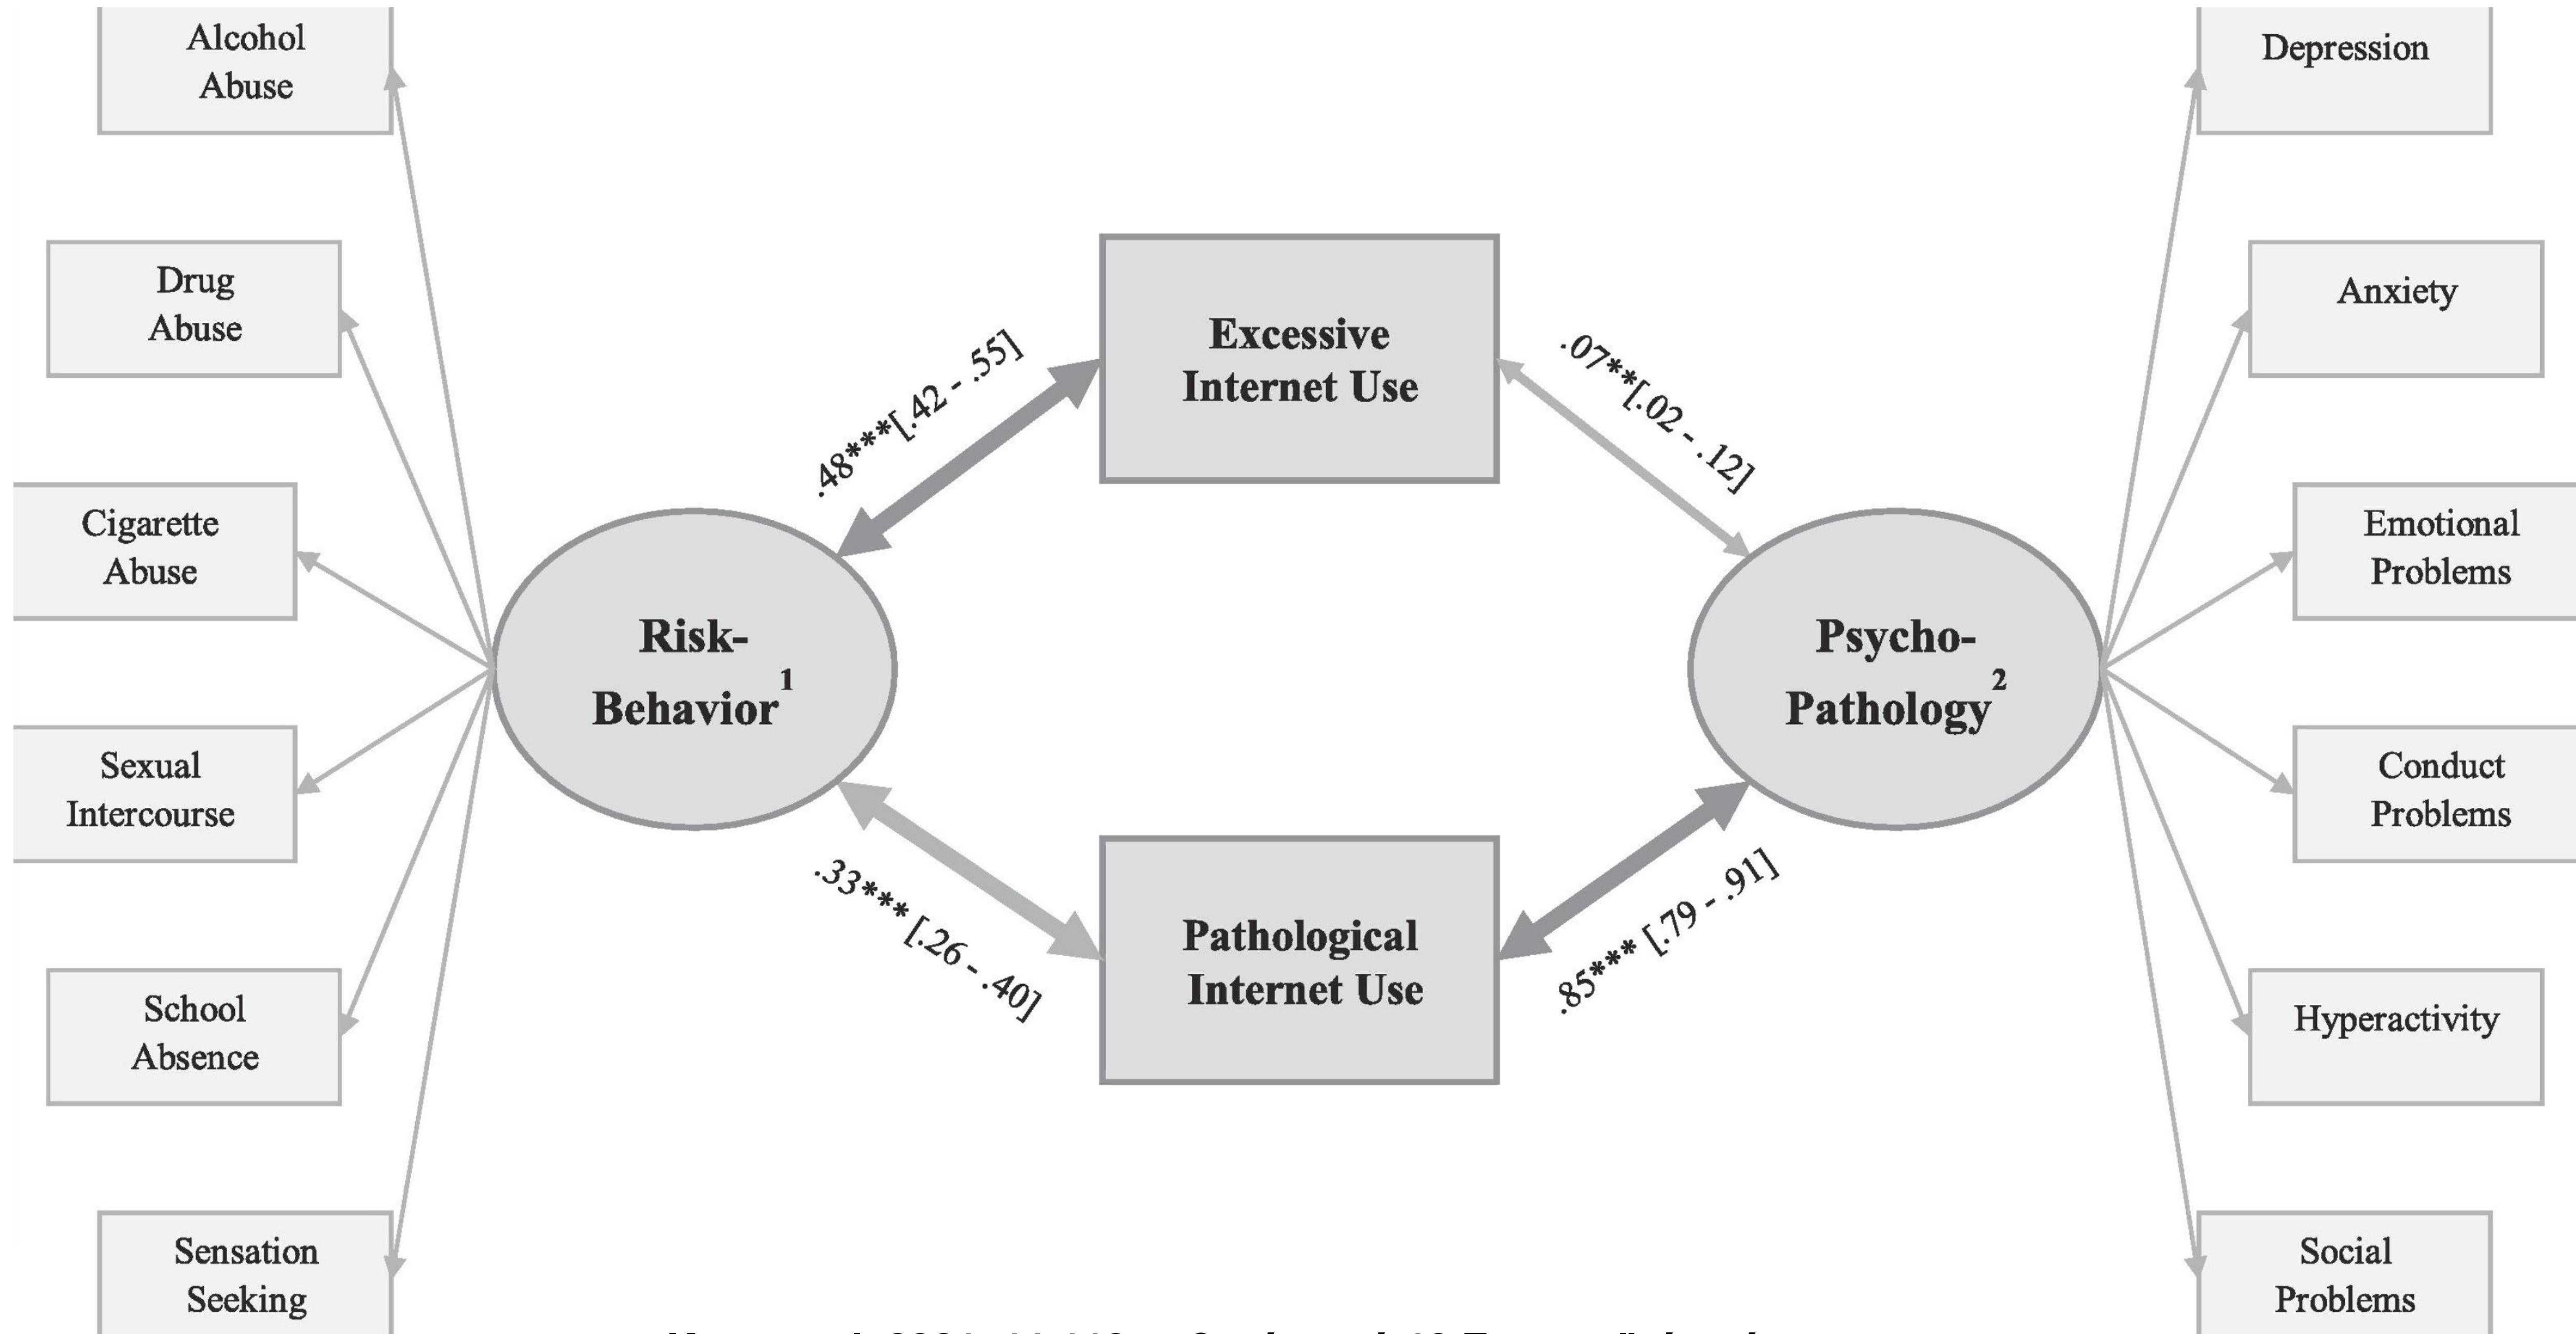 Alcohol
Abuse
Drug
Abuse
Cigarette
Abuse
Sexual
Intercourse
School
Absence
Sensation
Seeking
Risk-
Behavior1
.48***[.42 - .55]
.33*** [.26 - .40]
Excessive
Internet Use
Pathological
Internet Use
.07**[.02 - .12]
.85*** [.79 - .91]
Psycho-
Pathology2
Depression
Anxiety
Emotional
Problems
Conduct
Problems
Hyperactivity
Social
Problems